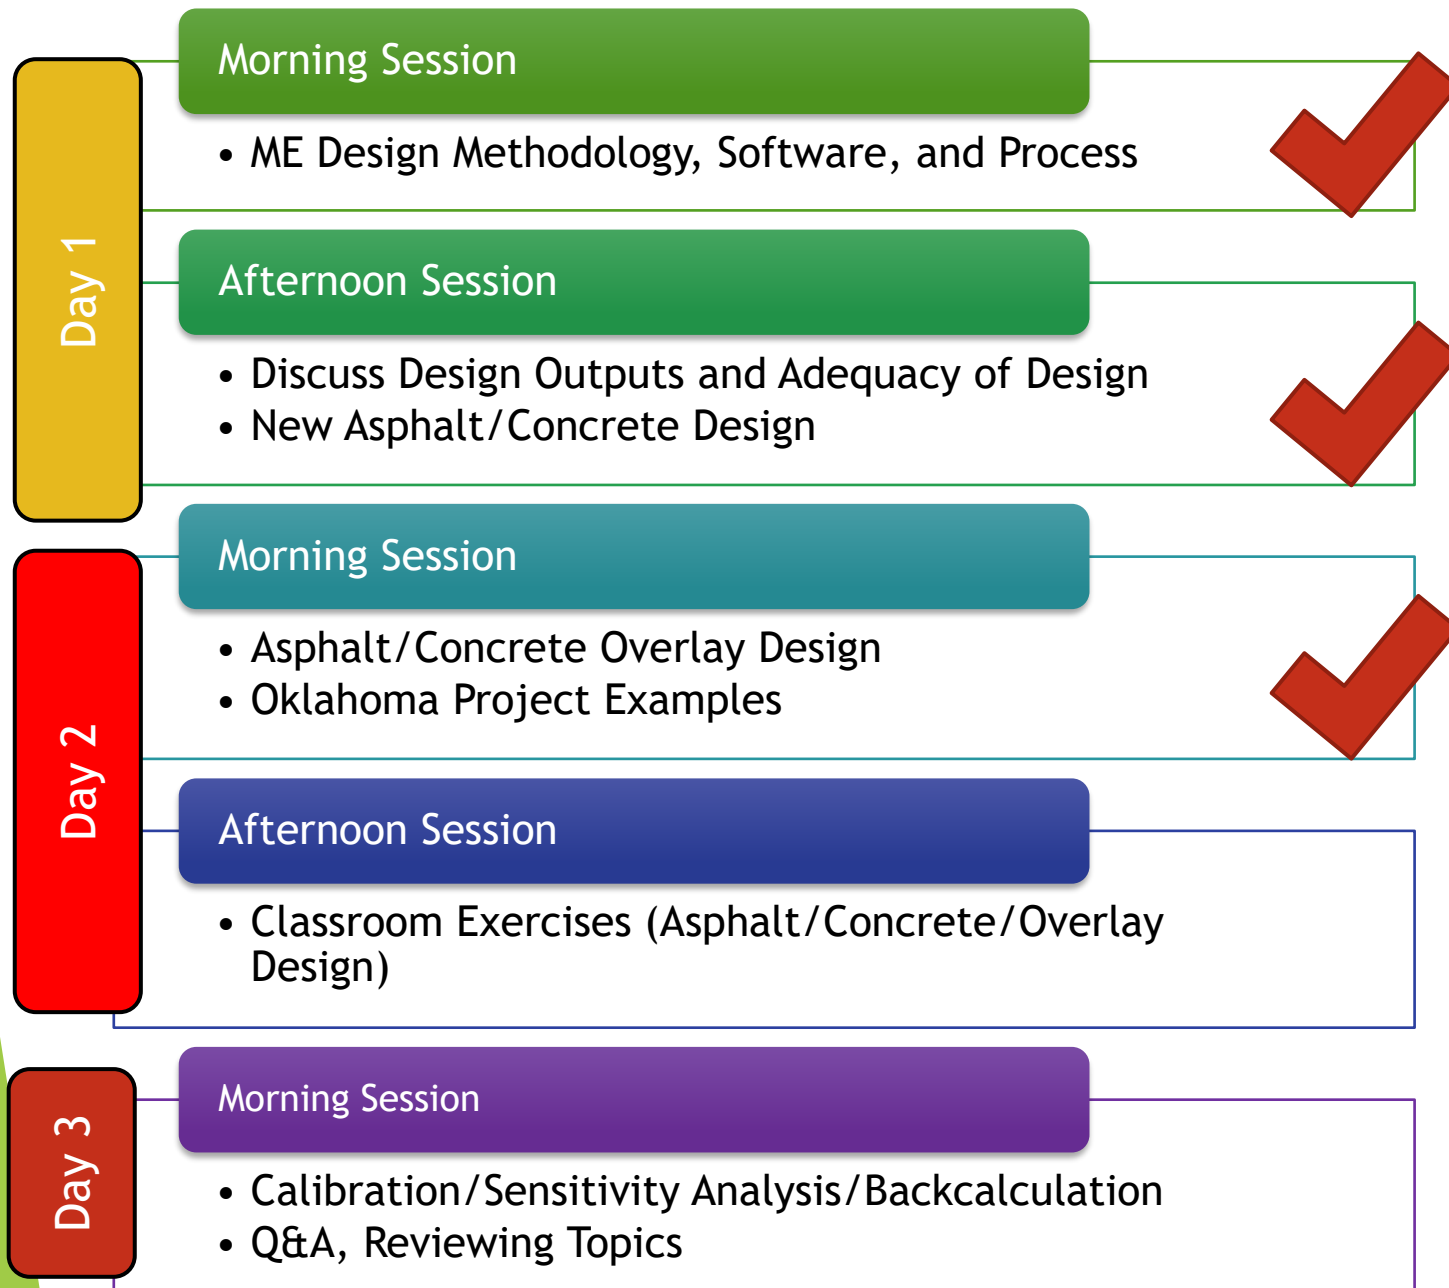 Day 1
Morning Session
• ME Design Methodology, Software, and Process
Afternoon Session
• Discuss Design Outputs and Adequacy of Design
• New Asphalt/Concrete Design
Day 2
Morning Session
• Asphalt/Concrete Overlay Design
• Oklahoma Project Examples
Afternoon Session
• Classroom Exercises (Asphalt/Concrete/Overlay
Design)
Day 3
Morning Session
• Calibration/Sensitivity Analysis/Backcalculation
• Q&A, Reviewing Topics